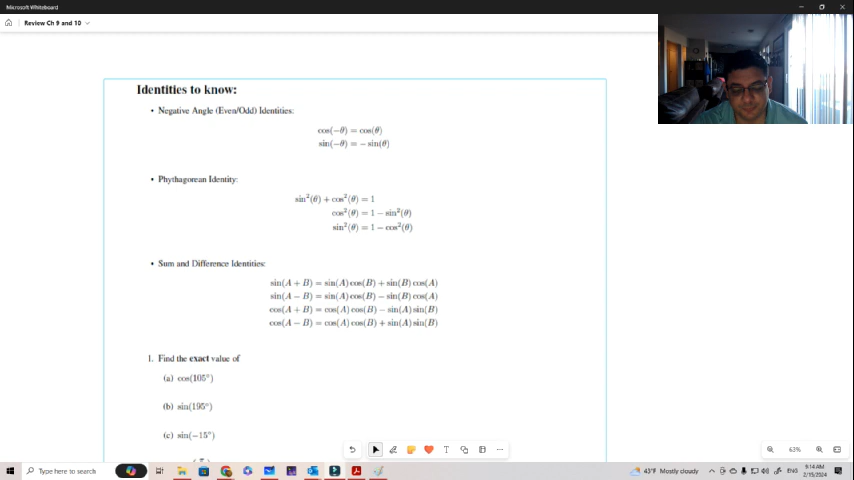 Microsoft Whiteboard
Review Ch 9 and 10
Identities to know:
• Negative Angle (Even/Odd) Identities:
cos(−θ) = cos(θ)
sin(−θ) = − sin(θ)
• Phythagorean Identity:
sin²(θ) + cos²(θ) = 1
cos²(θ) = 1 − sin²(θ)
sin²(θ) = 1 − cos²(θ)
• Sum and Difference Identities:
sin(A + B) = sin(A) cos(B) + sin(B) cos(A)
sin(A − B) = sin(A) cos(B) − sin(B) cos(A)
cos(A + B) = cos(A) cos(B) − sin(A) sin(B)
cos(A − B) = cos(A) cos(B) + sin(A) sin(B)
1. Find the exact value of
(a) cos(105°)
(b) sin(195°)
(c) sin(−15°)
63%
Type here to search
43°F Mostly cloudy
ENG
9:14 AM
2/15/2024